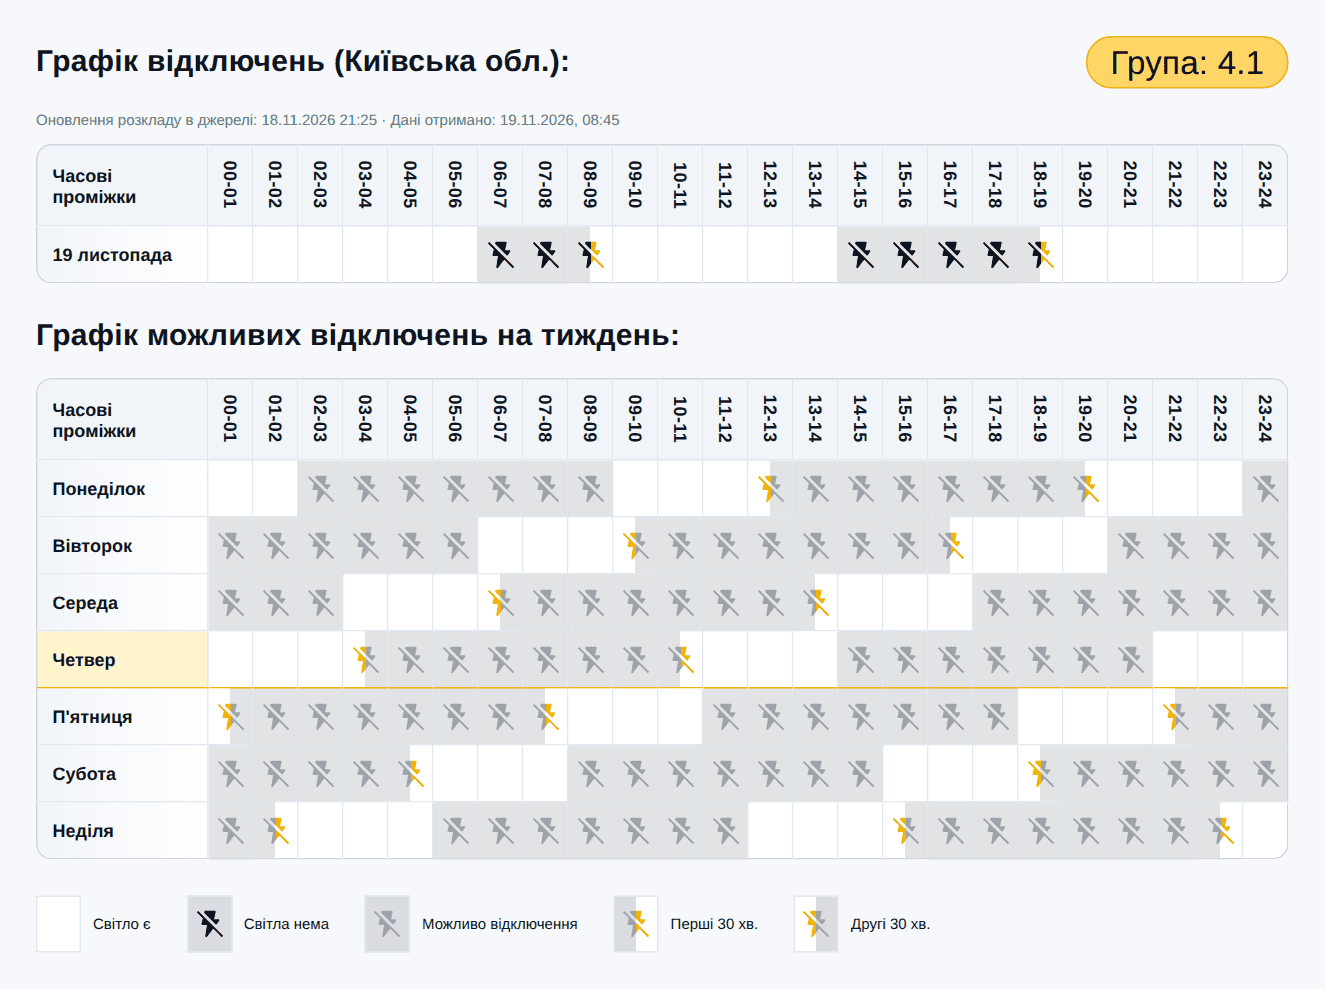 Графік відключень (Київська обл.):
Група: 4.1
Оновлення розкладу в джерелі: 18.11.2026 21:25 · Дані отримано: 19.11.2026, 08:45
Часові
проміжки
00-01 01-02 02-03 03-04 04-05 05-06 06-07 07-08 08-09 09-10 10-11 11-12 12-13 13-14 14-15 15-16 16-17 17-18 18-19 19-20 20-21 21-22 22-23 23-24
19 листопада
Графік можливих відключень на тиждень:
Часові
проміжки
00-01 01-02 02-03 03-04 04-05 05-06 06-07 07-08 08-09 09-10 10-11 11-12 12-13 13-14 14-15 15-16 16-17 17-18 18-19 19-20 20-21 21-22 22-23 23-24
Понеділок
Вівторок
Середа
Четвер
П'ятниця
Субота
Неділя
Світло є
Світла нема
Можливо відключення
Перші 30 хв.
Другі 30 хв.